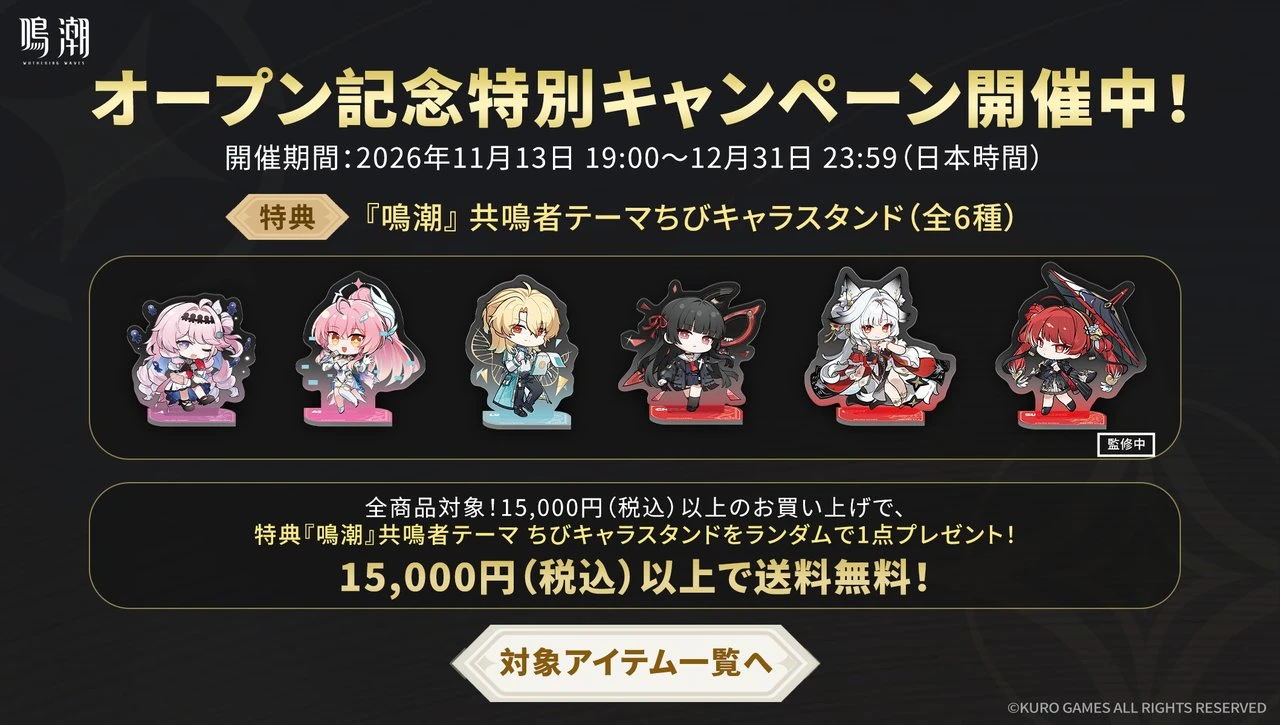 鳴潮
WUTHERING WAVES
オープン記念特別キャンペーン開催中！
開催期間：2026年11月13日 19:00～12月31日 23:59（日本時間）
特典 『鳴潮』共鳴者テーマちびキャラスタンド（全6種）
監修中
全商品対象！15,000円（税込）以上のお買い上げで、
特典『鳴潮』共鳴者テーマ ちびキャラスタンドをランダムで1点プレゼント！
15,000円（税込）以上で送料無料！
対象アイテム一覧へ
©KURO GAMES ALL RIGHTS RESERVED